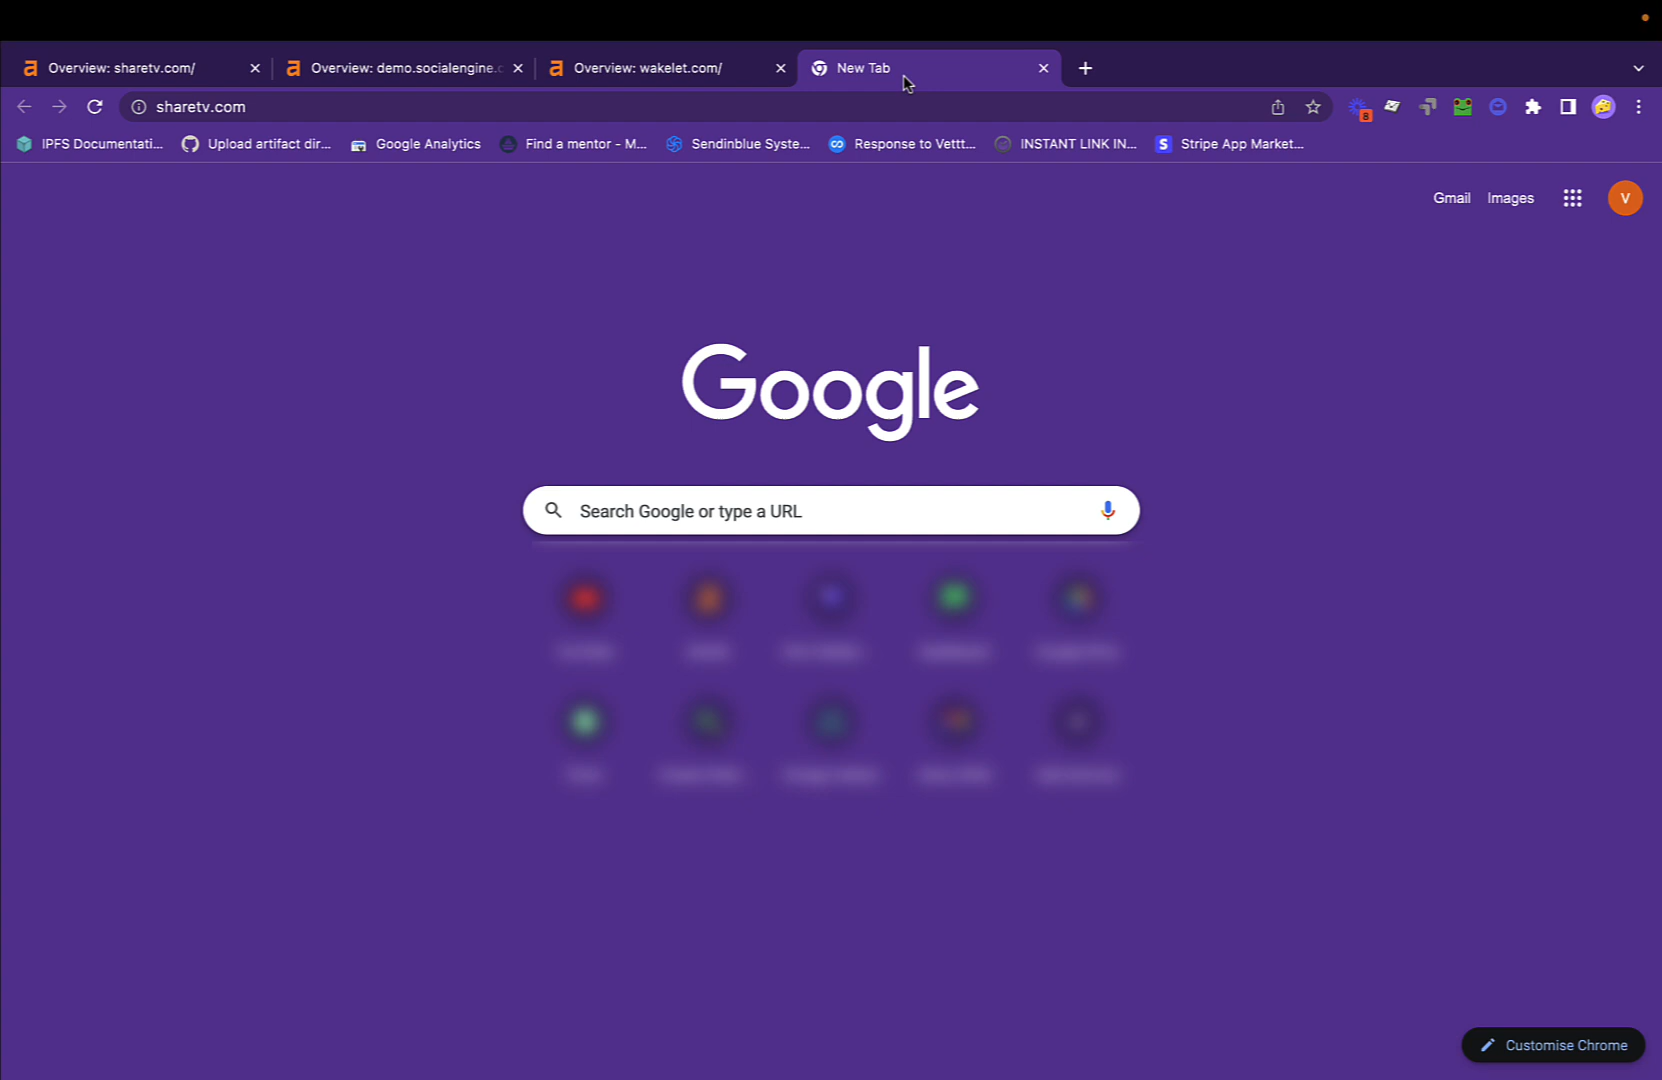 Overview: sharetv.com/
Overview: demo.socialengine.c
Overview: wakelet.com/
New Tab
sharetv.com
8
IPFS Documentati...
Upload artifact dir...
Google Analytics
Find a mentor - M...
Sendinblue Syste...
Response to Vettt...
INSTANT LINK IN...
S
Stripe App Market...
Gmail
Images
V
Google
Search Google or type a URL
Customise Chrome